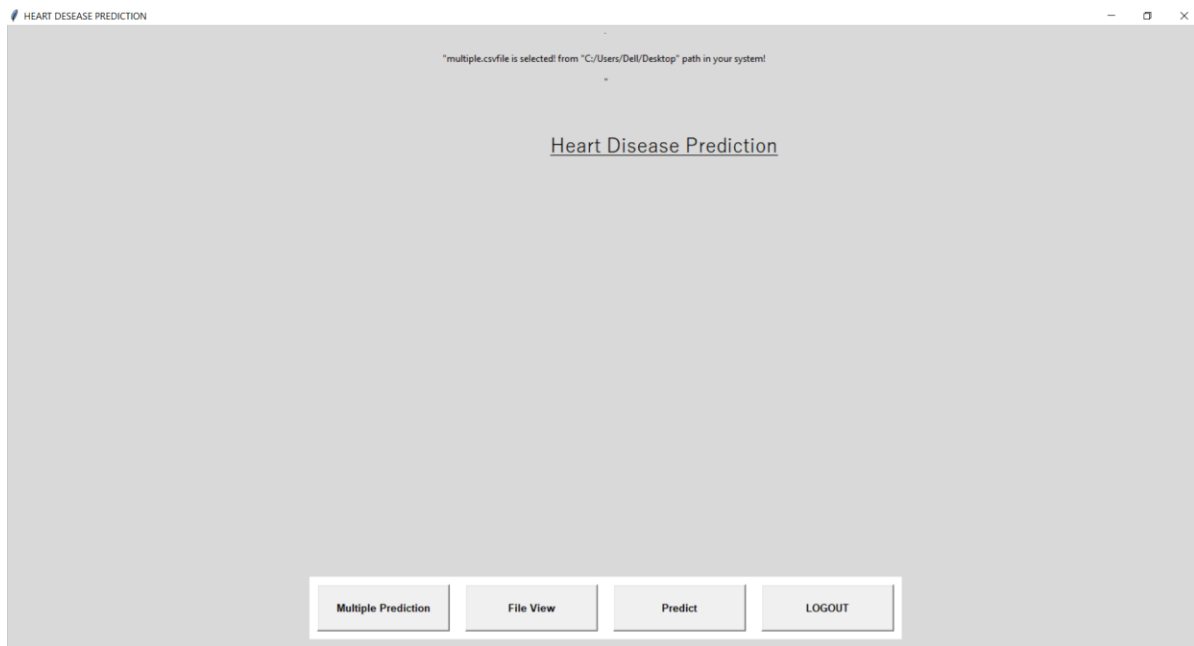 HEART DESEASE PREDICTION
"multiple.csvfile is selected! from "C:/Users/Dell/Desktop" path in your system!
"
Heart Disease Prediction
Multiple Prediction
File View
Predict
LOGOUT